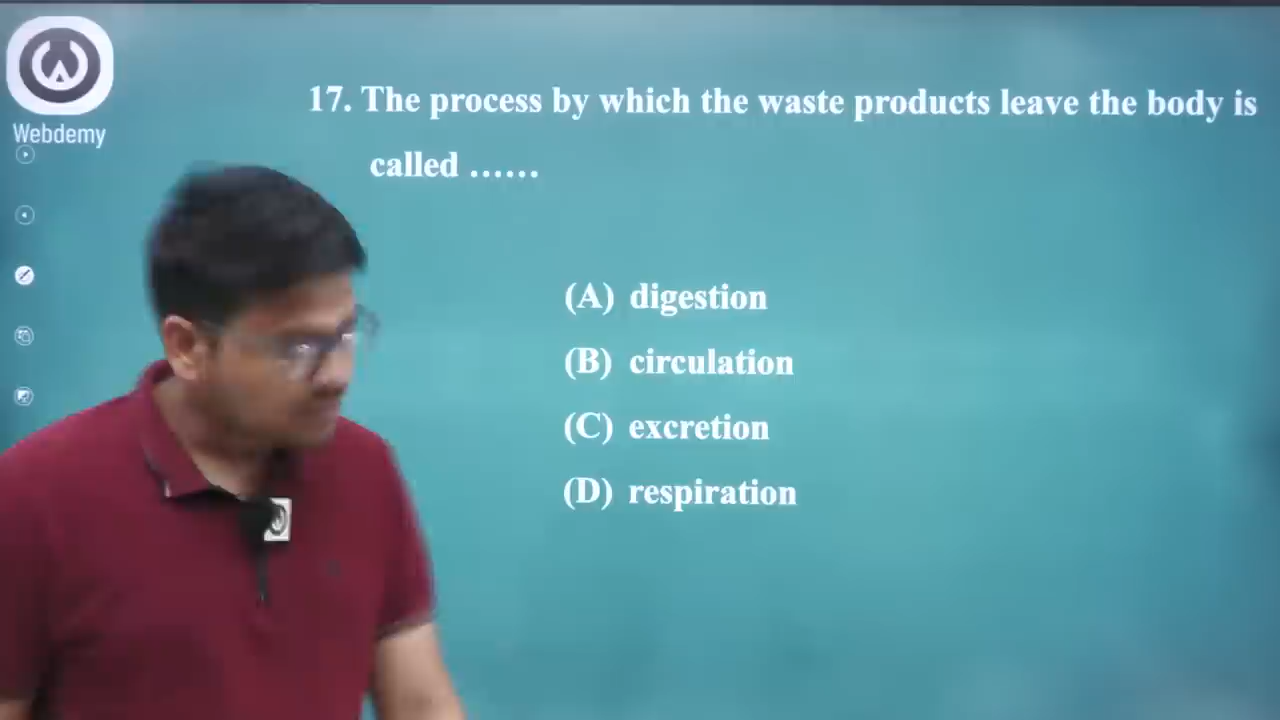 Webdemy
17. The process by which the waste products leave the body is
called ......
(A) digestion
(B) circulation
(C) excretion
(D) respiration